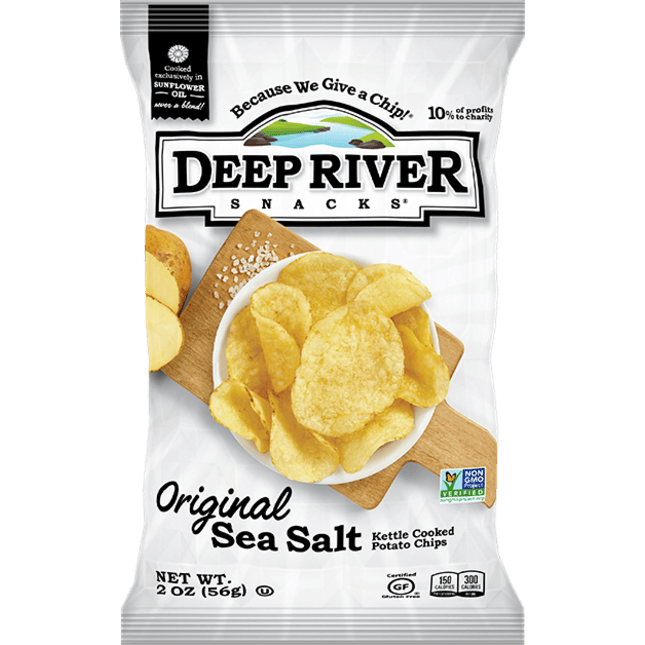 Cooked
exclusively in
SUNFLOWER
OIL
never a blend!
Because We Give a Chip!®
10% of profits
to charity
DEEP RIVER
SNACKS®
NON
GMO
Project
VERIFIED
nongmoproject.org
Original
Sea Salt
Kettle Cooked
Potato Chips
NET WT.
2 OZ (56g) U
Certified
GF
Gluten Free
150
CALORIES
300
CALORIES